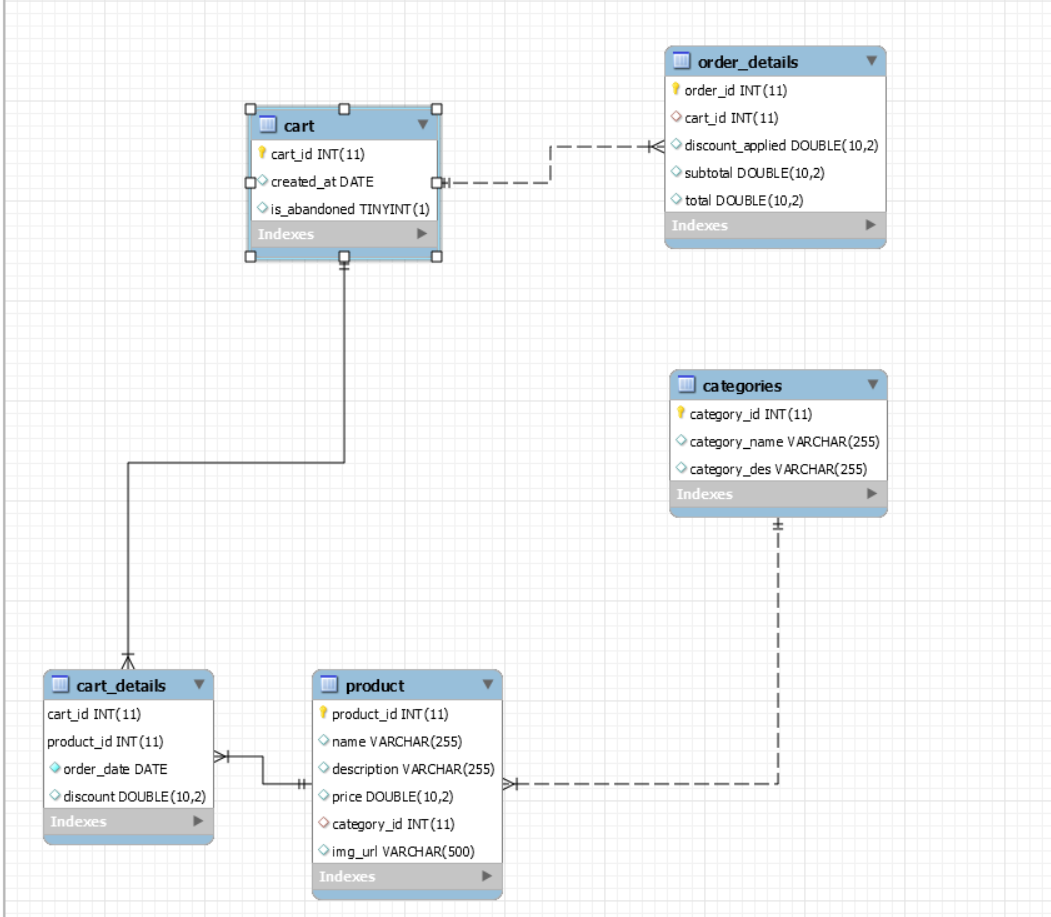 cart
cart_id INT(11)
created_at DATE
is_abandoned TINYINT(1)
Indexes
order_details
order_id INT(11)
cart_id INT(11)
discount_applied DOUBLE(10,2)
subtotal DOUBLE(10,2)
total DOUBLE(10,2)
Indexes
categories
category_id INT(11)
category_name VARCHAR(255)
category_des VARCHAR(255)
Indexes
cart_details
cart_id INT(11)
product_id INT(11)
order_date DATE
discount DOUBLE(10,2)
Indexes
product
product_id INT(11)
name VARCHAR(255)
description VARCHAR(255)
price DOUBLE(10,2)
category_id INT(11)
img_url VARCHAR(500)
Indexes